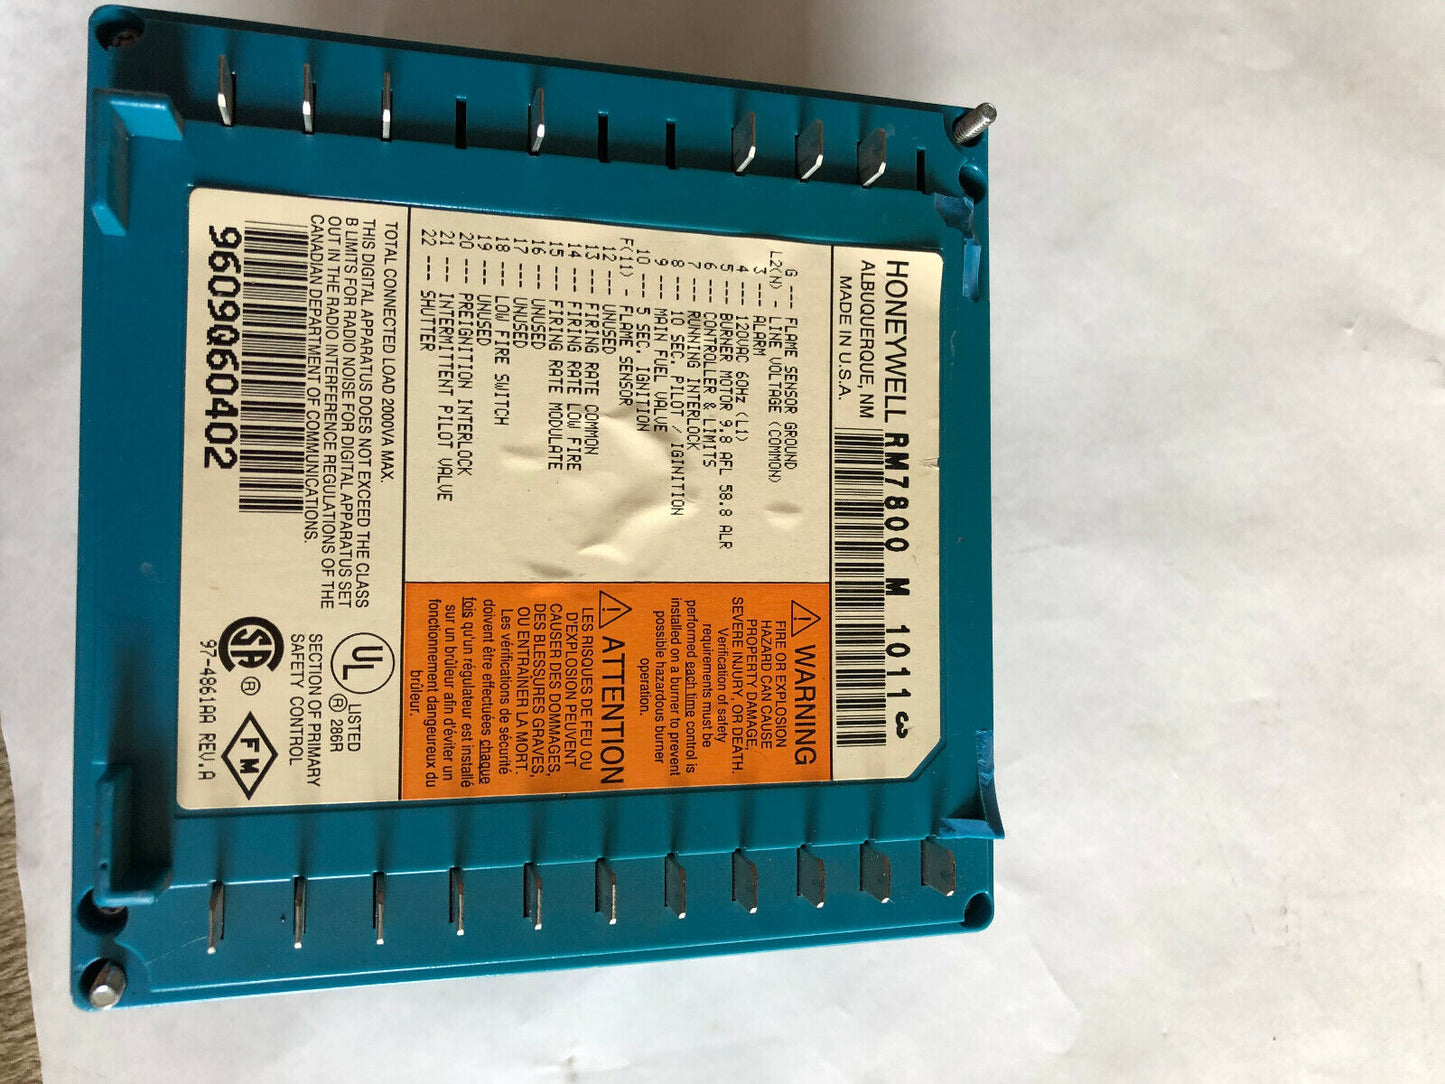 HONEYWELL RM7800 M 1011 3
ALBUQUERQUE, NM
MADE IN U.S.A.
G --- FLAME SENSOR GROUND
L2(N) - LINE VOLTAGE (COMMON)
3 --- ALARM
4 --- 120VAC 60Hz (L1)
5 --- BURNER MOTOR 9.8 AFL 58.8 ALR
6 --- CONTROLLER & LIMITS
7 --- RUNNING INTERLOCK
8 --- 10 SEC. PILOT / IGINITION
9 --- MAIN FUEL VALVE
10 --- 5 SEC. IGNITION
F(11) - FLAME SENSOR
12 --- UNUSED
13 --- FIRING RATE COMMON
14 --- FIRING RATE LOW FIRE
15 --- FIRING RATE MODULATE
16 --- UNUSED
17 --- UNUSED
18 --- LOW FIRE SWITCH
19 --- UNUSED
20 --- PREIGNITION INTERLOCK
21 --- INTERMITTENT PILOT VALVE
22 --- SHUTTER
⚠ WARNING
FIRE OR EXPLOSION
HAZARD CAN CAUSE
PROPERTY DAMAGE,
SEVERE INJURY, OR DEATH.
Verification of safety
requirements must be
performed each time control is
installed on a burner to prevent
possible hazardous burner
operation.
⚠ ATTENTION
LES RISQUES DE FEU OU
D'EXPLOSION PEUVENT
CAUSER DES DOMMAGES,
DES BLESSURES GRAVES,
OU ENTRAINER LA MORT.
Les vérifications de sécurité
doivent être effectuées chaque
fois qu'un régulateur est installé
sur un brûleur afin d'éviter un
fonctionnement dangeureux du
brûleur.
TOTAL CONNECTED LOAD 2000VA MAX.
THIS DIGITAL APPARATUS DOES NOT EXCEED THE CLASS
B LIMITS FOR RADIO NOISE FOR DIGITAL APPARATUS SET
OUT IN THE RADIO INTERFERENCE REGULATIONS OF THE
CANADIAN DEPARTMENT OF COMMUNICATIONS.
9609Q60402
UL ® LISTED
286R
SECTION OF PRIMARY
SAFETY CONTROL
SA ® FM
97-4861AA REV.A